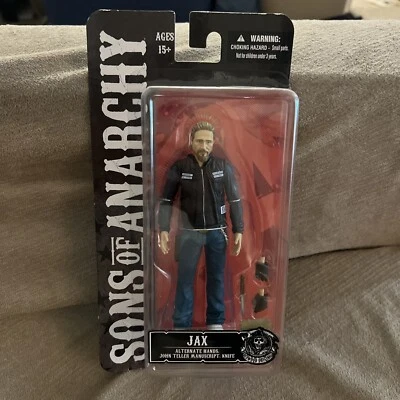 SONS OF ANARCHY
AGES
15+
WARNING:
CHOKING HAZARD - Small parts.
Not for children under 3 years.
JAX
ALTERNATE HANDS,
JOHN TELLER MANUSCRIPT, KNIFE